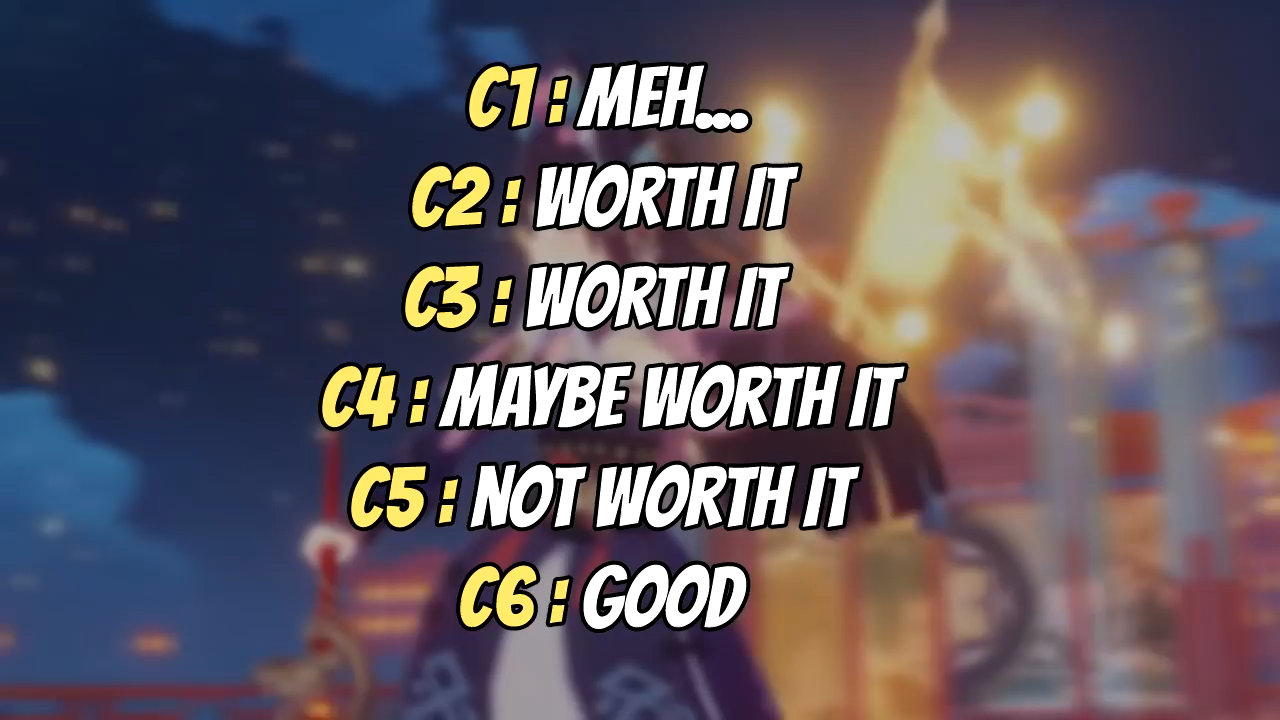 C1 : MEH...
C2 : WORTH IT
C3 : WORTH IT
C4 : MAYBE WORTH IT
C5 : NOT WORTH IT
C6 : GOOD